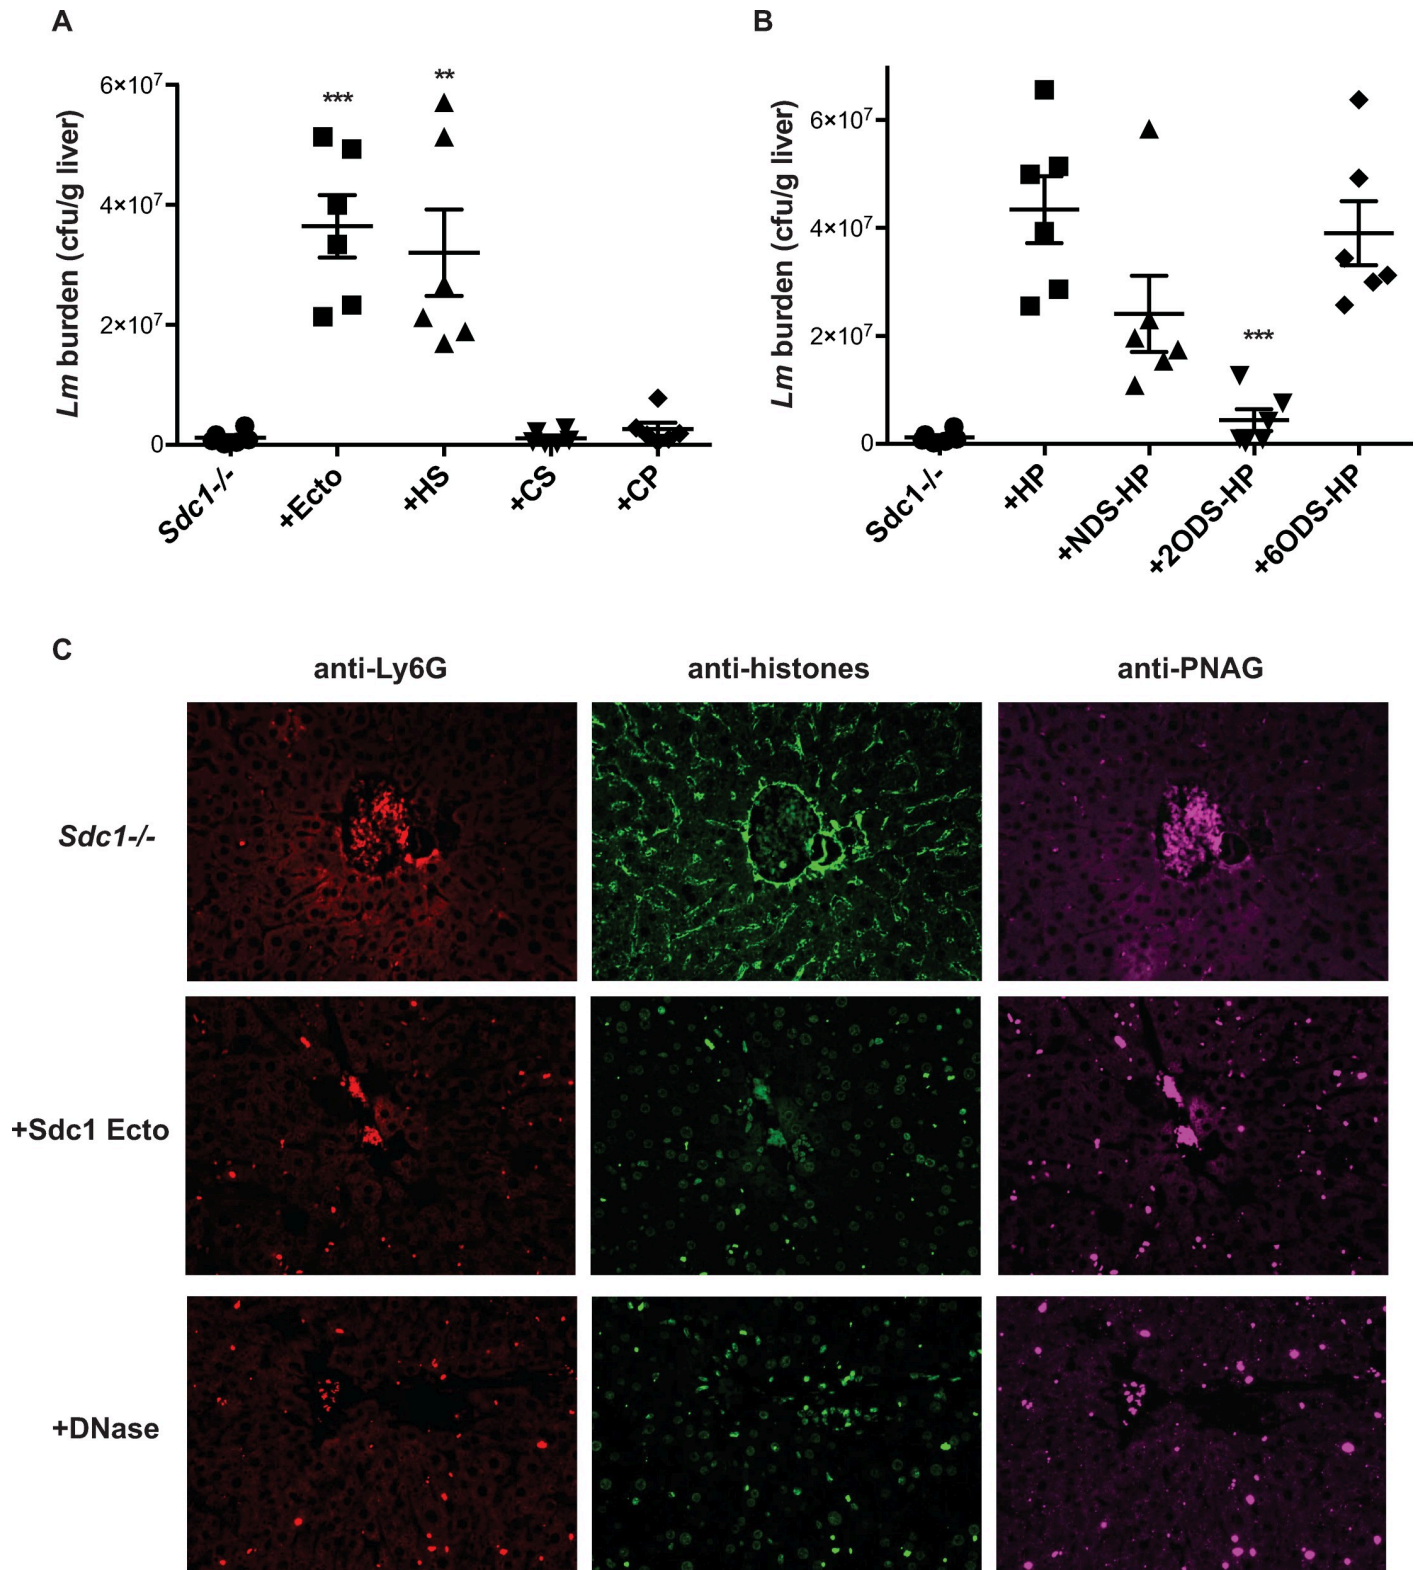 A
Lm burden (cfu/g liver)
6×10⁷
4×10⁷
2×10⁷
0
***
**
Sdc1-/-
+Ecto
+HS
+CS
+CP
B
Lm burden (cfu/g liver)
6×10⁷
4×10⁷
2×10⁷
0
***
Sdc1-/-
+HP
+NDS-HP
+2ODS-HP
+6ODS-HP
C
anti-Ly6G
anti-histones
anti-PNAG
Sdc1-/-
+Sdc1 Ecto
+DNase